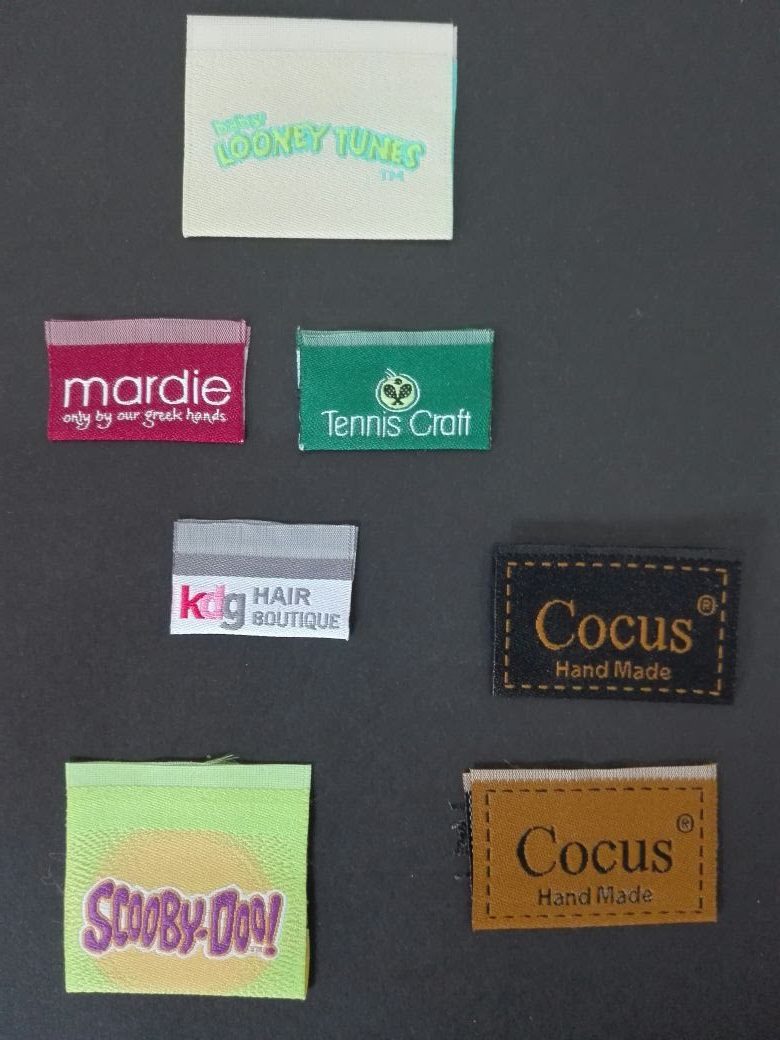 baby
LOONEY TUNES
TM
mardie
only by our greek hands
Tennis Craft
kdg HAIR
BOUTIQUE
Cocus®
Hand Made
SCOOBY-DOO!
TM
Cocus®
Hand Made